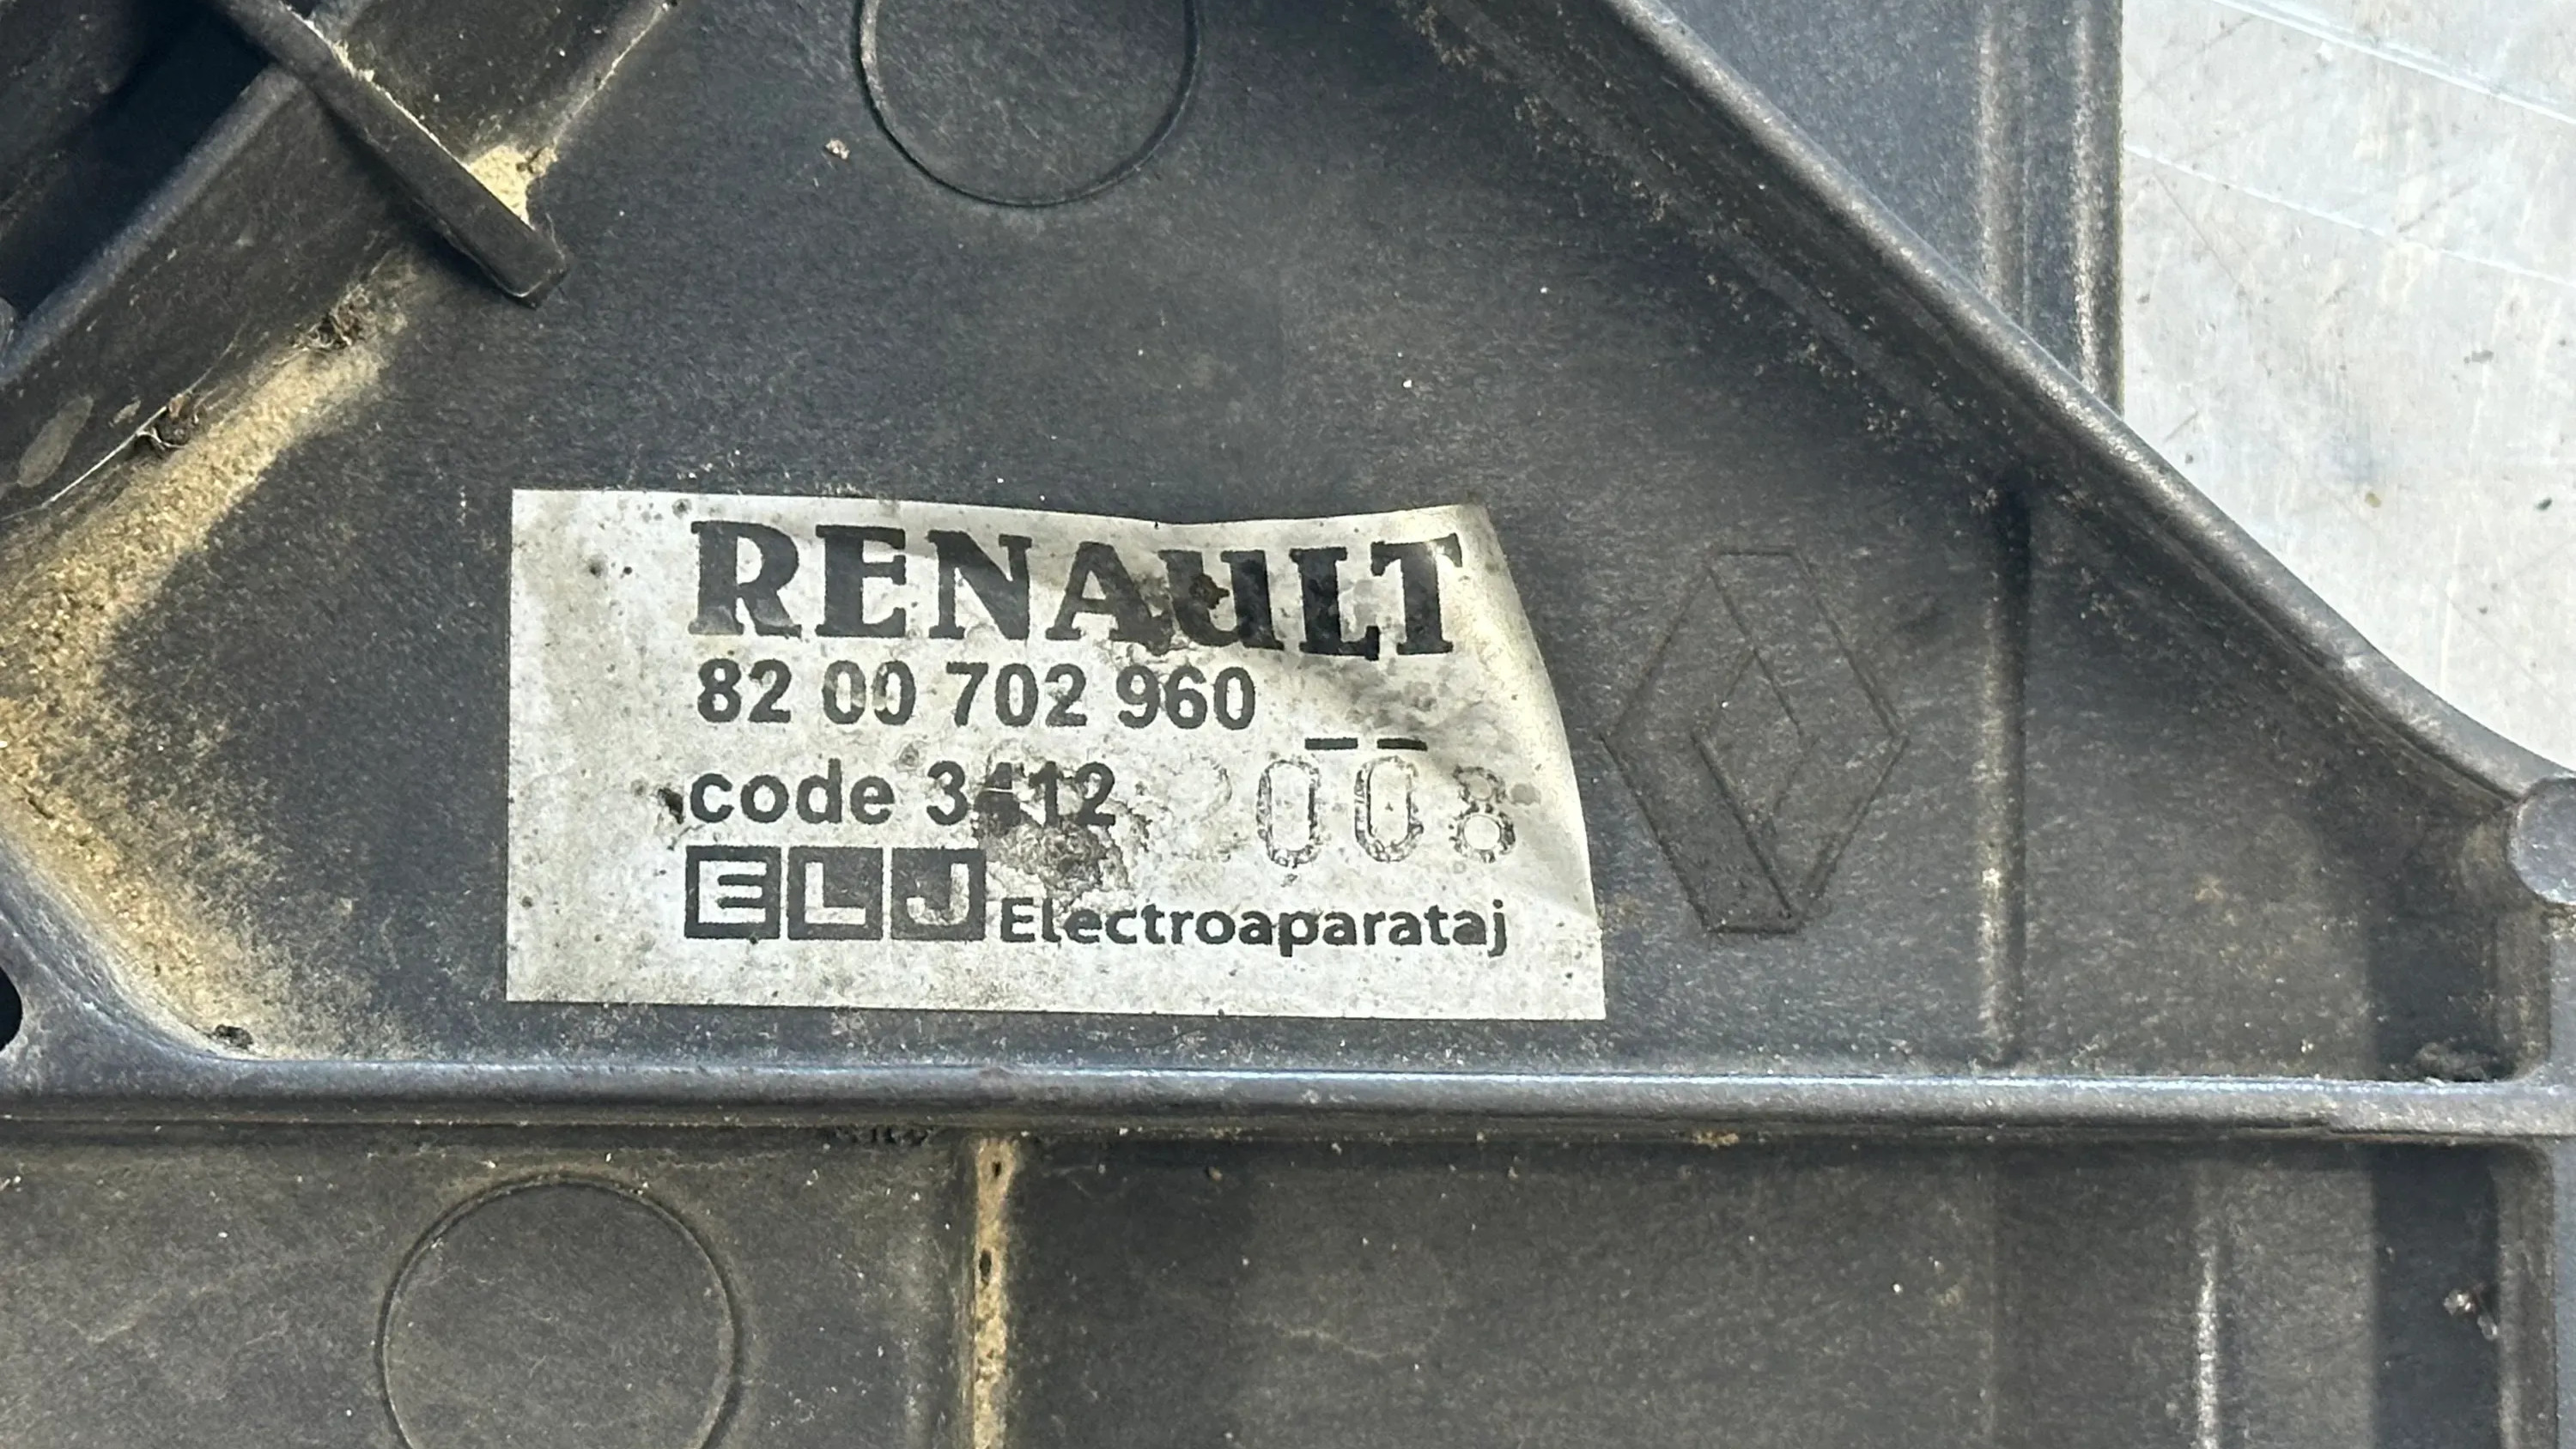 RENAULT
82 00 702 960
code 3412
2008
ELJ Electroaparataj